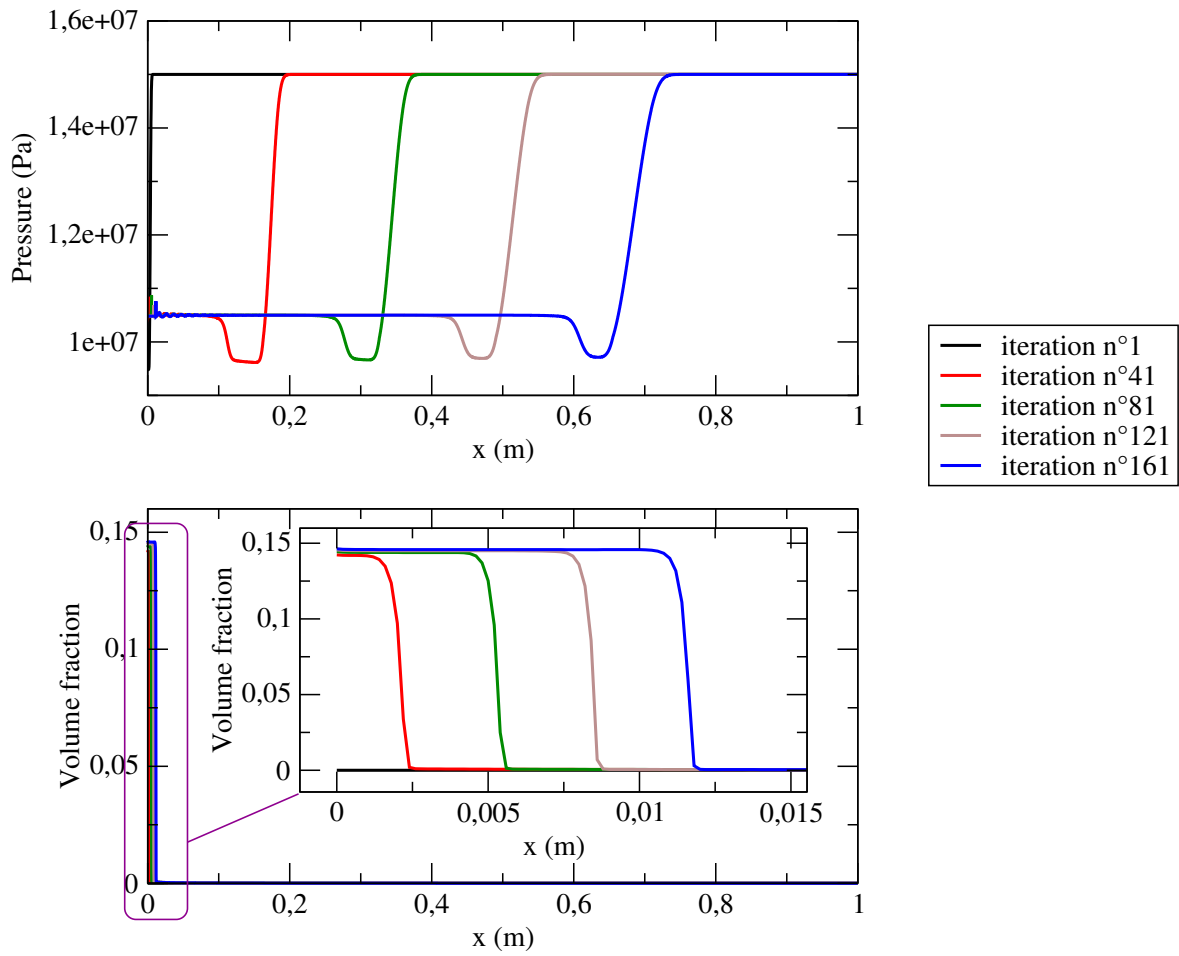 1,6e+07
1,4e+07
1,2e+07
1e+07
Pressure (Pa)
0 0,2 0,4 0,6 0,8 1
x (m)
iteration n°1
iteration n°41
iteration n°81
iteration n°121
iteration n°161
0,15
0,1
0,05
0
Volume fraction
0,15
0,1
0,05
0
Volume fraction
0 0,005 0,01 0,015
x (m)
0 0,2 0,4 0,6 0,8 1
x (m)